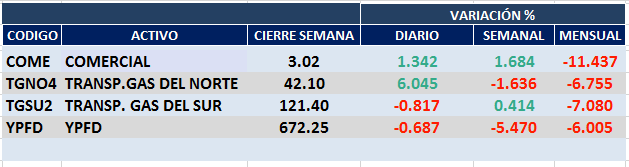 VARIACIÓN %
CODIGO ACTIVO CIERRE SEMANA DIARIO SEMANAL MENSUAL
COME COMERCIAL 3.02 1.342 1.684 -11.437
TGNO4 TRANSP.GAS DEL NORTE 42.10 6.045 -1.636 -6.755
TGSU2 TRANSP. GAS DEL SUR 121.40 -0.817 0.414 -7.080
YPFD YPFD 672.25 -0.687 -5.470 -6.005